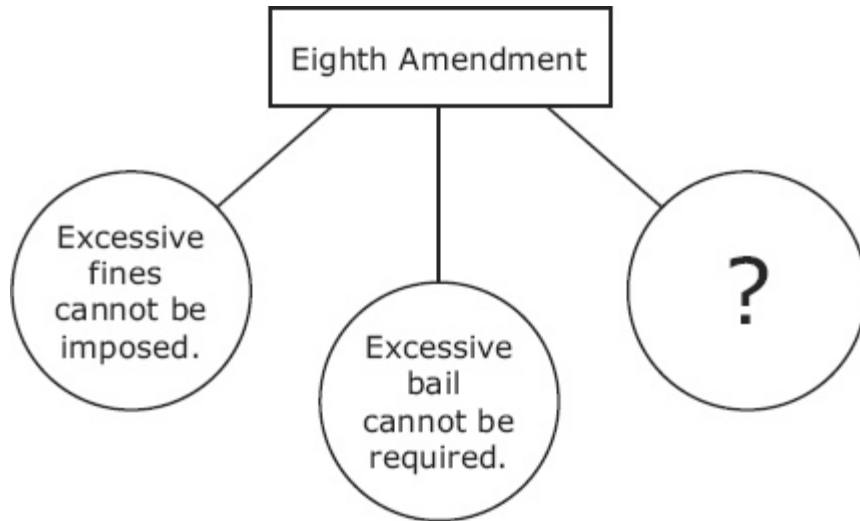 Eighth Amendment
Excessive
fines
cannot be
imposed.
Excessive
bail
cannot be
required.
?